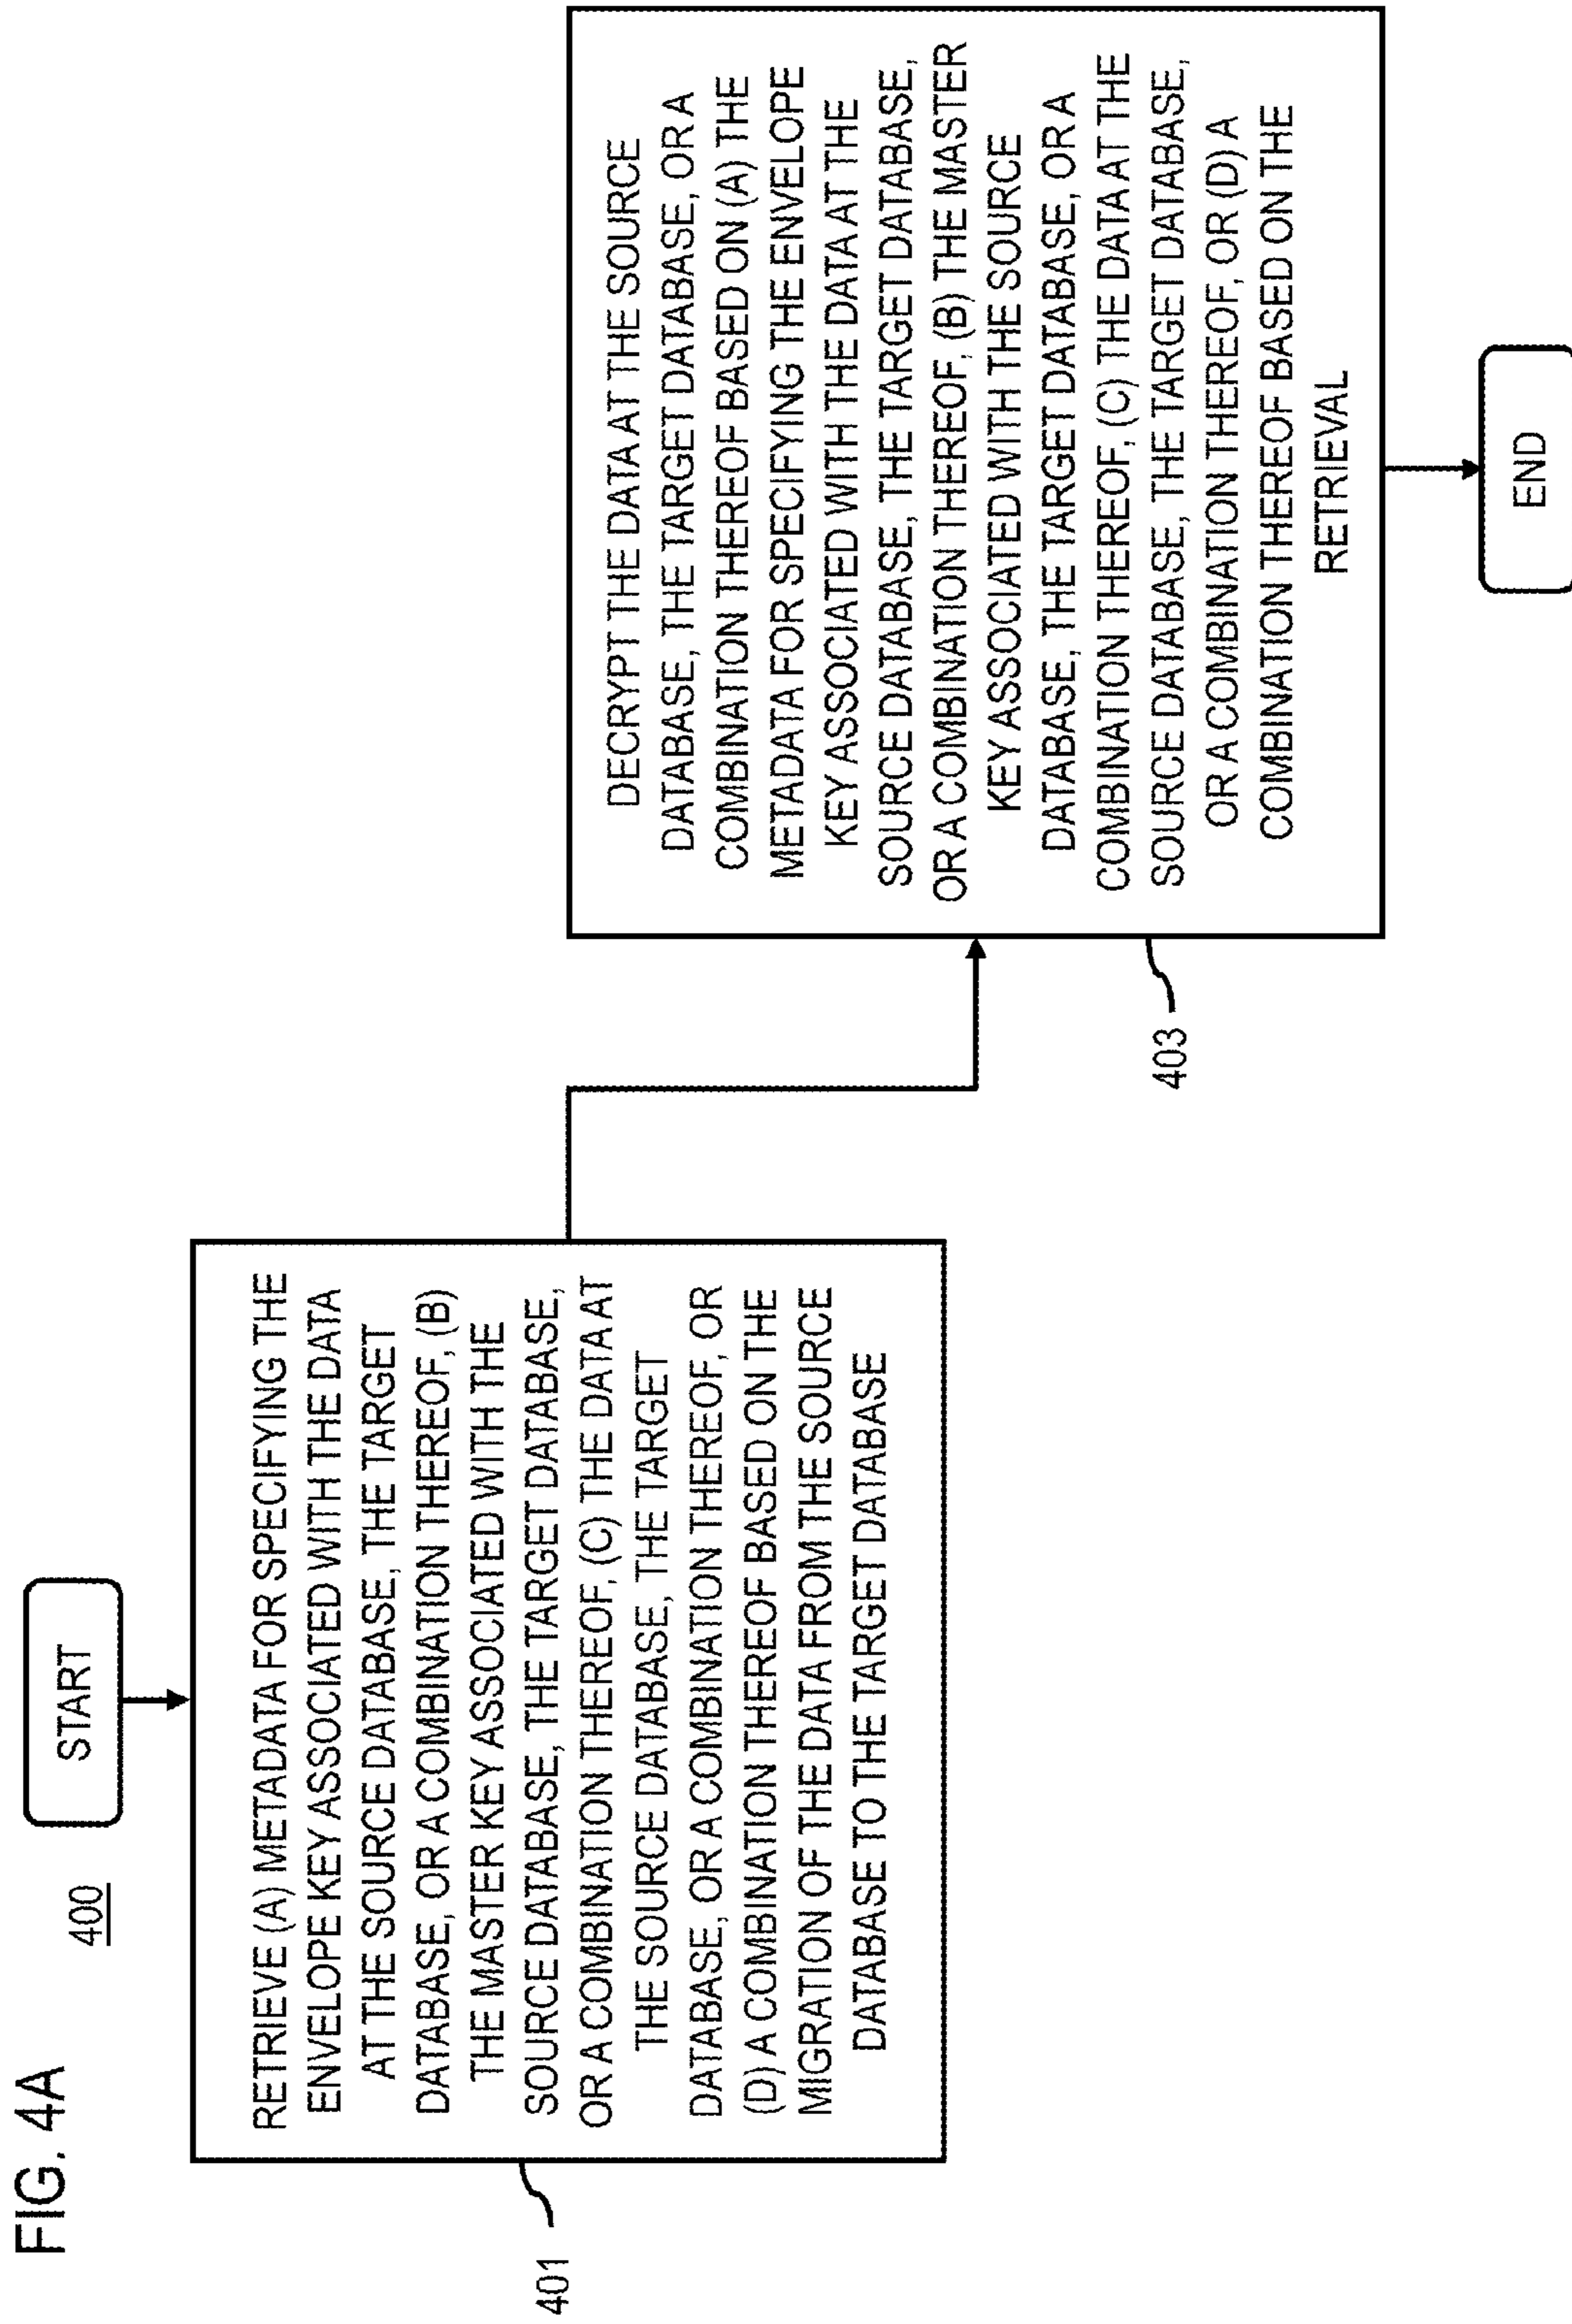 FIG. 4A
400
START
RETRIEVE (A) METADATA FOR SPECIFYING THE
ENVELOPE KEY ASSOCIATED WITH THE DATA
AT THE SOURCE DATABASE, THE TARGET
DATABASE, OR A COMBINATION THEREOF, (B)
THE MASTER KEY ASSOCIATED WITH THE
SOURCE DATABASE, THE TARGET DATABASE,
OR A COMBINATION THEREOF, (C) THE DATA AT
THE SOURCE DATABASE, THE TARGET
DATABASE, OR A COMBINATION THEREOF, OR
(D) A COMBINATION THEREOF BASED ON THE
MIGRATION OF THE DATA FROM THE SOURCE
DATABASE TO THE TARGET DATABASE
401
DECRYPT THE DATA AT THE SOURCE
DATABASE, THE TARGET DATABASE, OR A
COMBINATION THEREOF BASED ON (A) THE
METADATA FOR SPECIFYING THE ENVELOPE
KEY ASSOCIATED WITH THE DATA AT THE
SOURCE DATABASE, THE TARGET DATABASE,
OR A COMBINATION THEREOF, (B) THE MASTER
KEY ASSOCIATED WITH THE SOURCE
DATABASE, THE TARGET DATABASE, OR A
COMBINATION THEREOF, (C) THE DATA AT THE
SOURCE DATABASE, THE TARGET DATABASE,
OR A COMBINATION THEREOF, OR (D) A
COMBINATION THEREOF BASED ON THE
RETRIEVAL
403
END